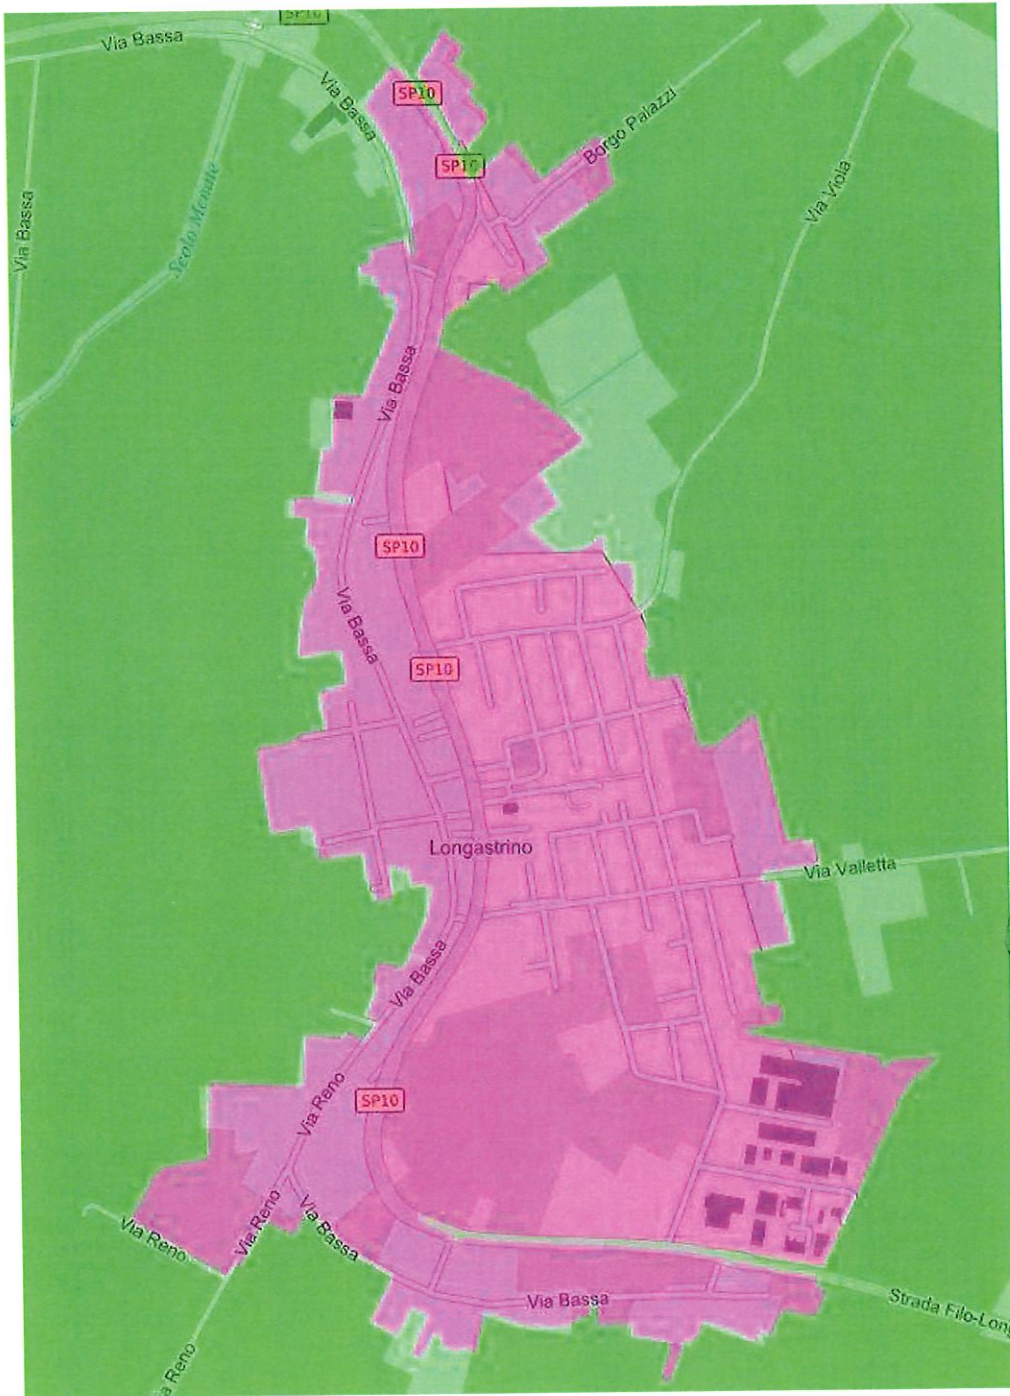 SP10
Via Bassa
Via Bassa
SP10
Borgo Palazzi
SP10
Via Viola
Scolo Menate
Via Bassa
Via Bassa
SP10
Via Bassa
SP10
Longastrino
Via Valletta
Via Bassa
SP10
Via Reno
Via Reno
Via Bassa
Via Reno
Via Bassa
Strada Filo-Long
a Reno